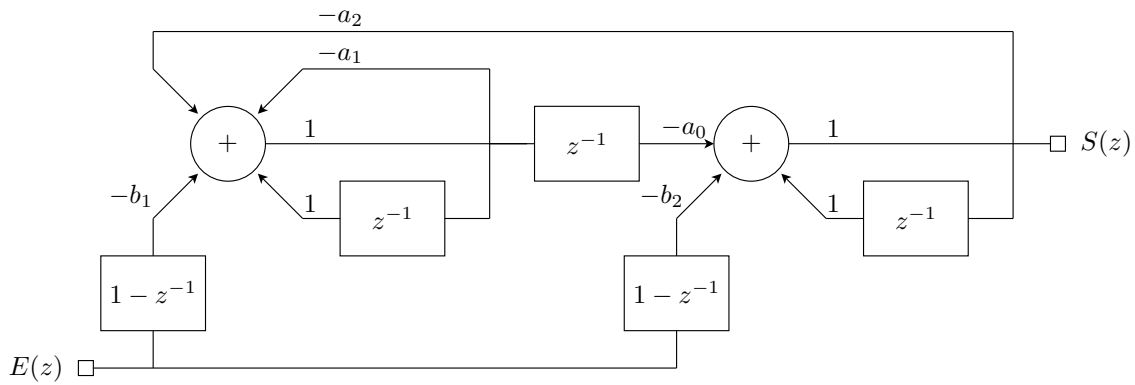 −a₂
−a₁
+ 1 z⁻¹ −a₀ + 1 S(z)
−b₁ 1 z⁻¹ −b₂ 1 z⁻¹
1 − z⁻¹ 1 − z⁻¹
E(z)